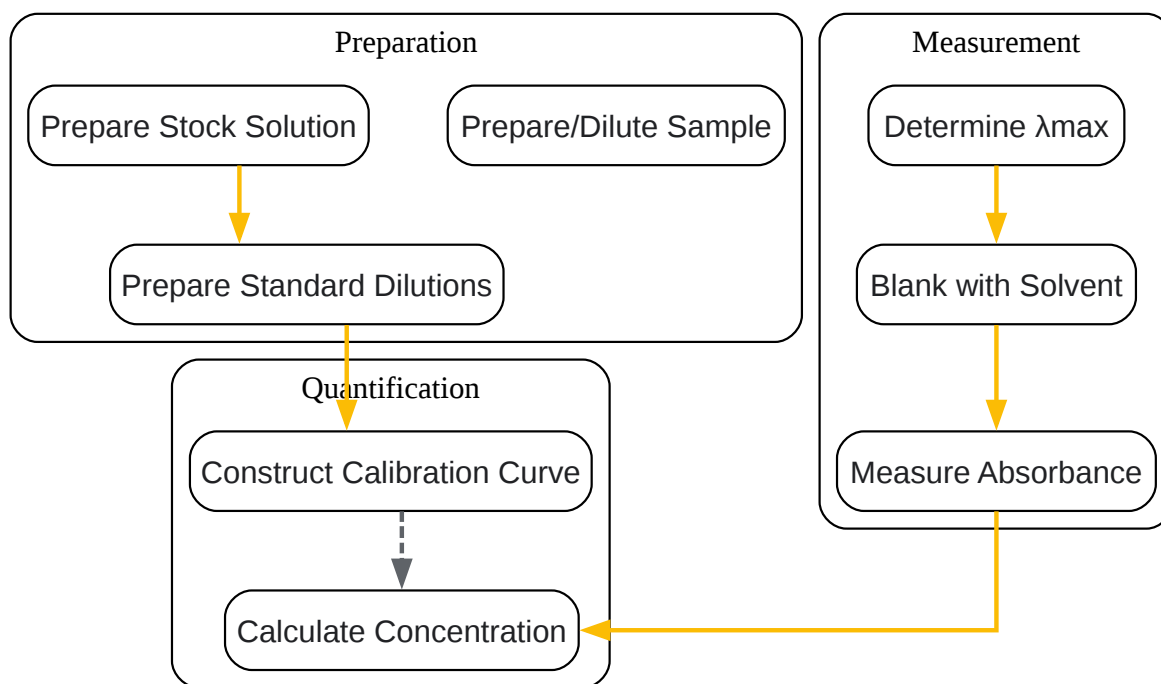 Preparation
Prepare Stock Solution
Prepare/Dilute Sample
Prepare Standard Dilutions
Measurement
Determine λmax
Blank with Solvent
Measure Absorbance
Quantification
Construct Calibration Curve
Calculate Concentration